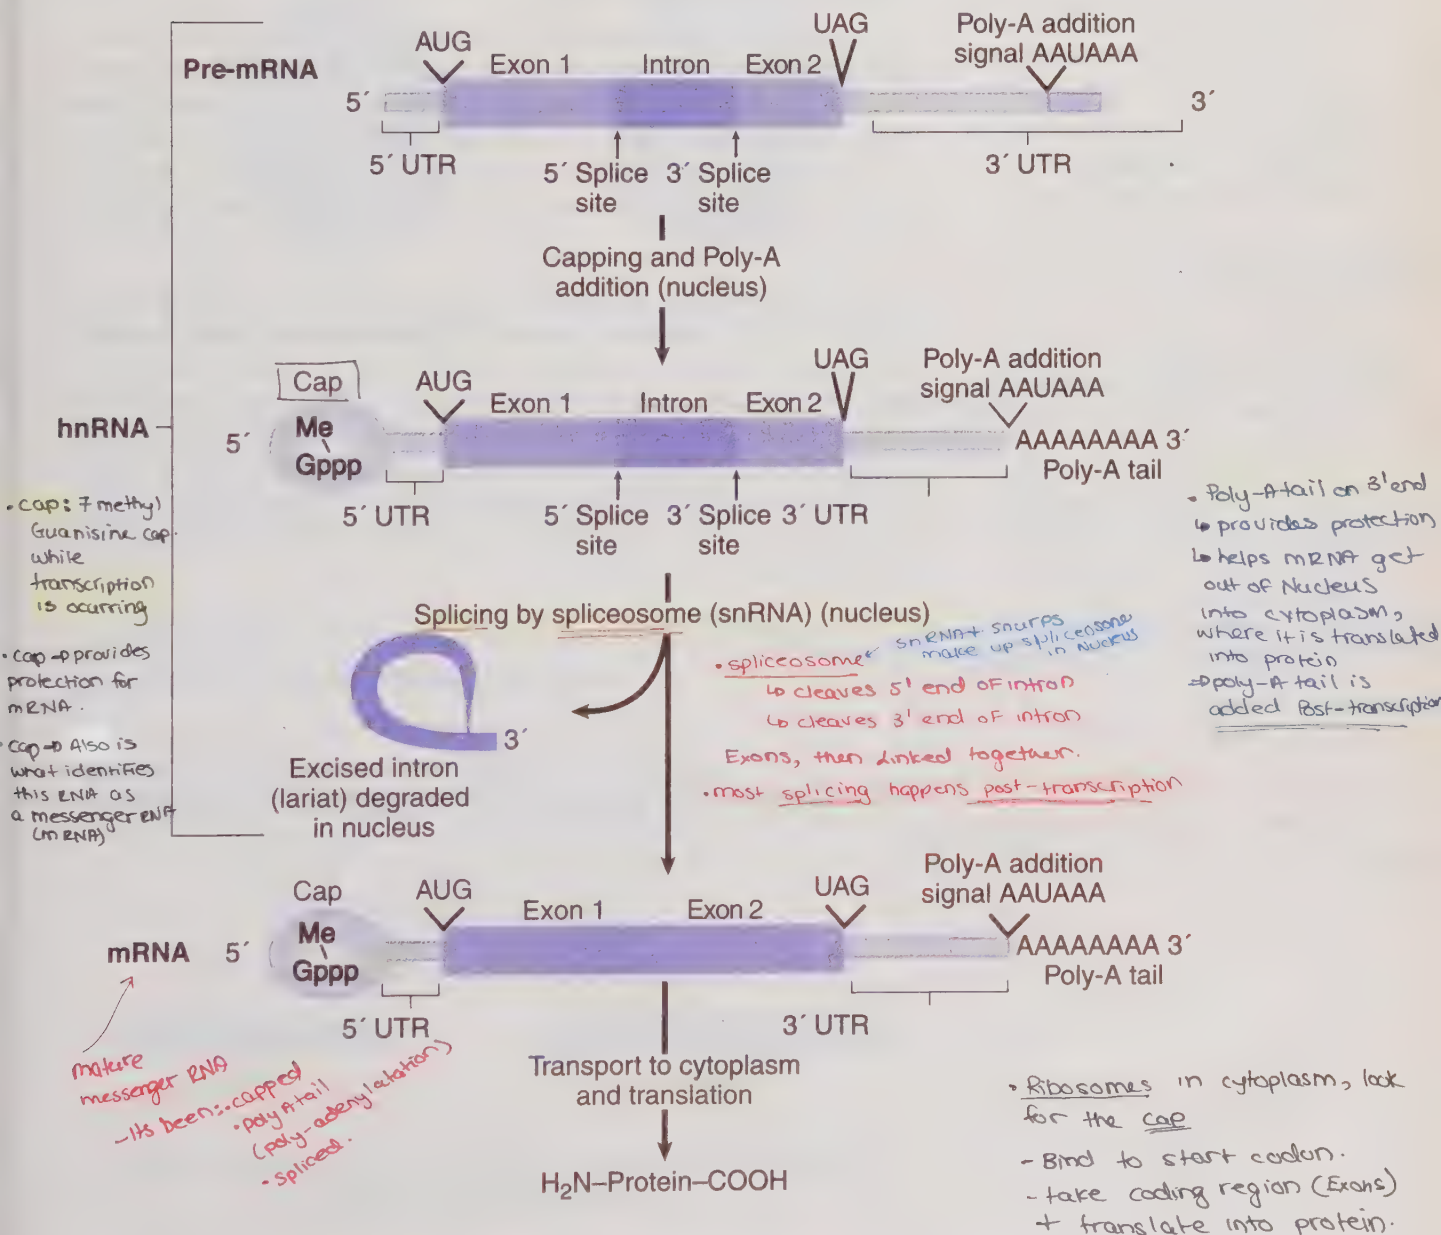 Pre-mRNA
AUG
Exon 1
Intron
Exon 2
UAG
Poly-A addition
signal AAUAAA
5´
3´
5´ UTR
5´ Splice
site
3´ Splice
site
3´ UTR
Capping and Poly-A
addition (nucleus)
hnRNA
Cap
Me
Gppp
5´
AUG
Exon 1
Intron
Exon 2
UAG
Poly-A addition
signal AAUAAA
AAAAAAAA 3´
Poly-A tail
5´ UTR
5´ Splice
site
3´ Splice
site
3´ UTR
• cap: 7 methyl
Guanisine cap.
while
transcription
is ocurring
• cap → provides
protection for
mRNA.
• cap → Also is
what identifies
this RNA as
a messenger RNA
(mRNA)
• Poly-A tail on 3' end
↳ provides protection
↳ helps mRNA get
out of Nucleus
into cytoplasm,
where it is translated
into protein
⇒ poly-A tail is
added Post-transcription
Splicing by spliceosome (snRNA) (nucleus)
3´
Excised intron
(lariat) degraded
in nucleus
• spliceosome ← snRNA + snurps
make up spliceosome
in Nucleus
↳ cleaves 5' end of intron
↳ cleaves 3' end of intron
Exons, then Linked together.
• most splicing happens post-transcription
mRNA
5´
Cap
Me
Gppp
AUG
Exon 1
Exon 2
UAG
Poly-A addition
signal AAUAAA
AAAAAAAA 3´
Poly-A tail
5´ UTR
3´ UTR
mature
messenger RNA
- Its been: • capped
• poly A tail
(poly-adenylatation)
• spliced.
Transport to cytoplasm
and translation
H₂N–Protein–COOH
• Ribosomes in cytoplasm, look
for the cap
- Bind to start codon.
- take coding region (Exons)
+ translate into protein.